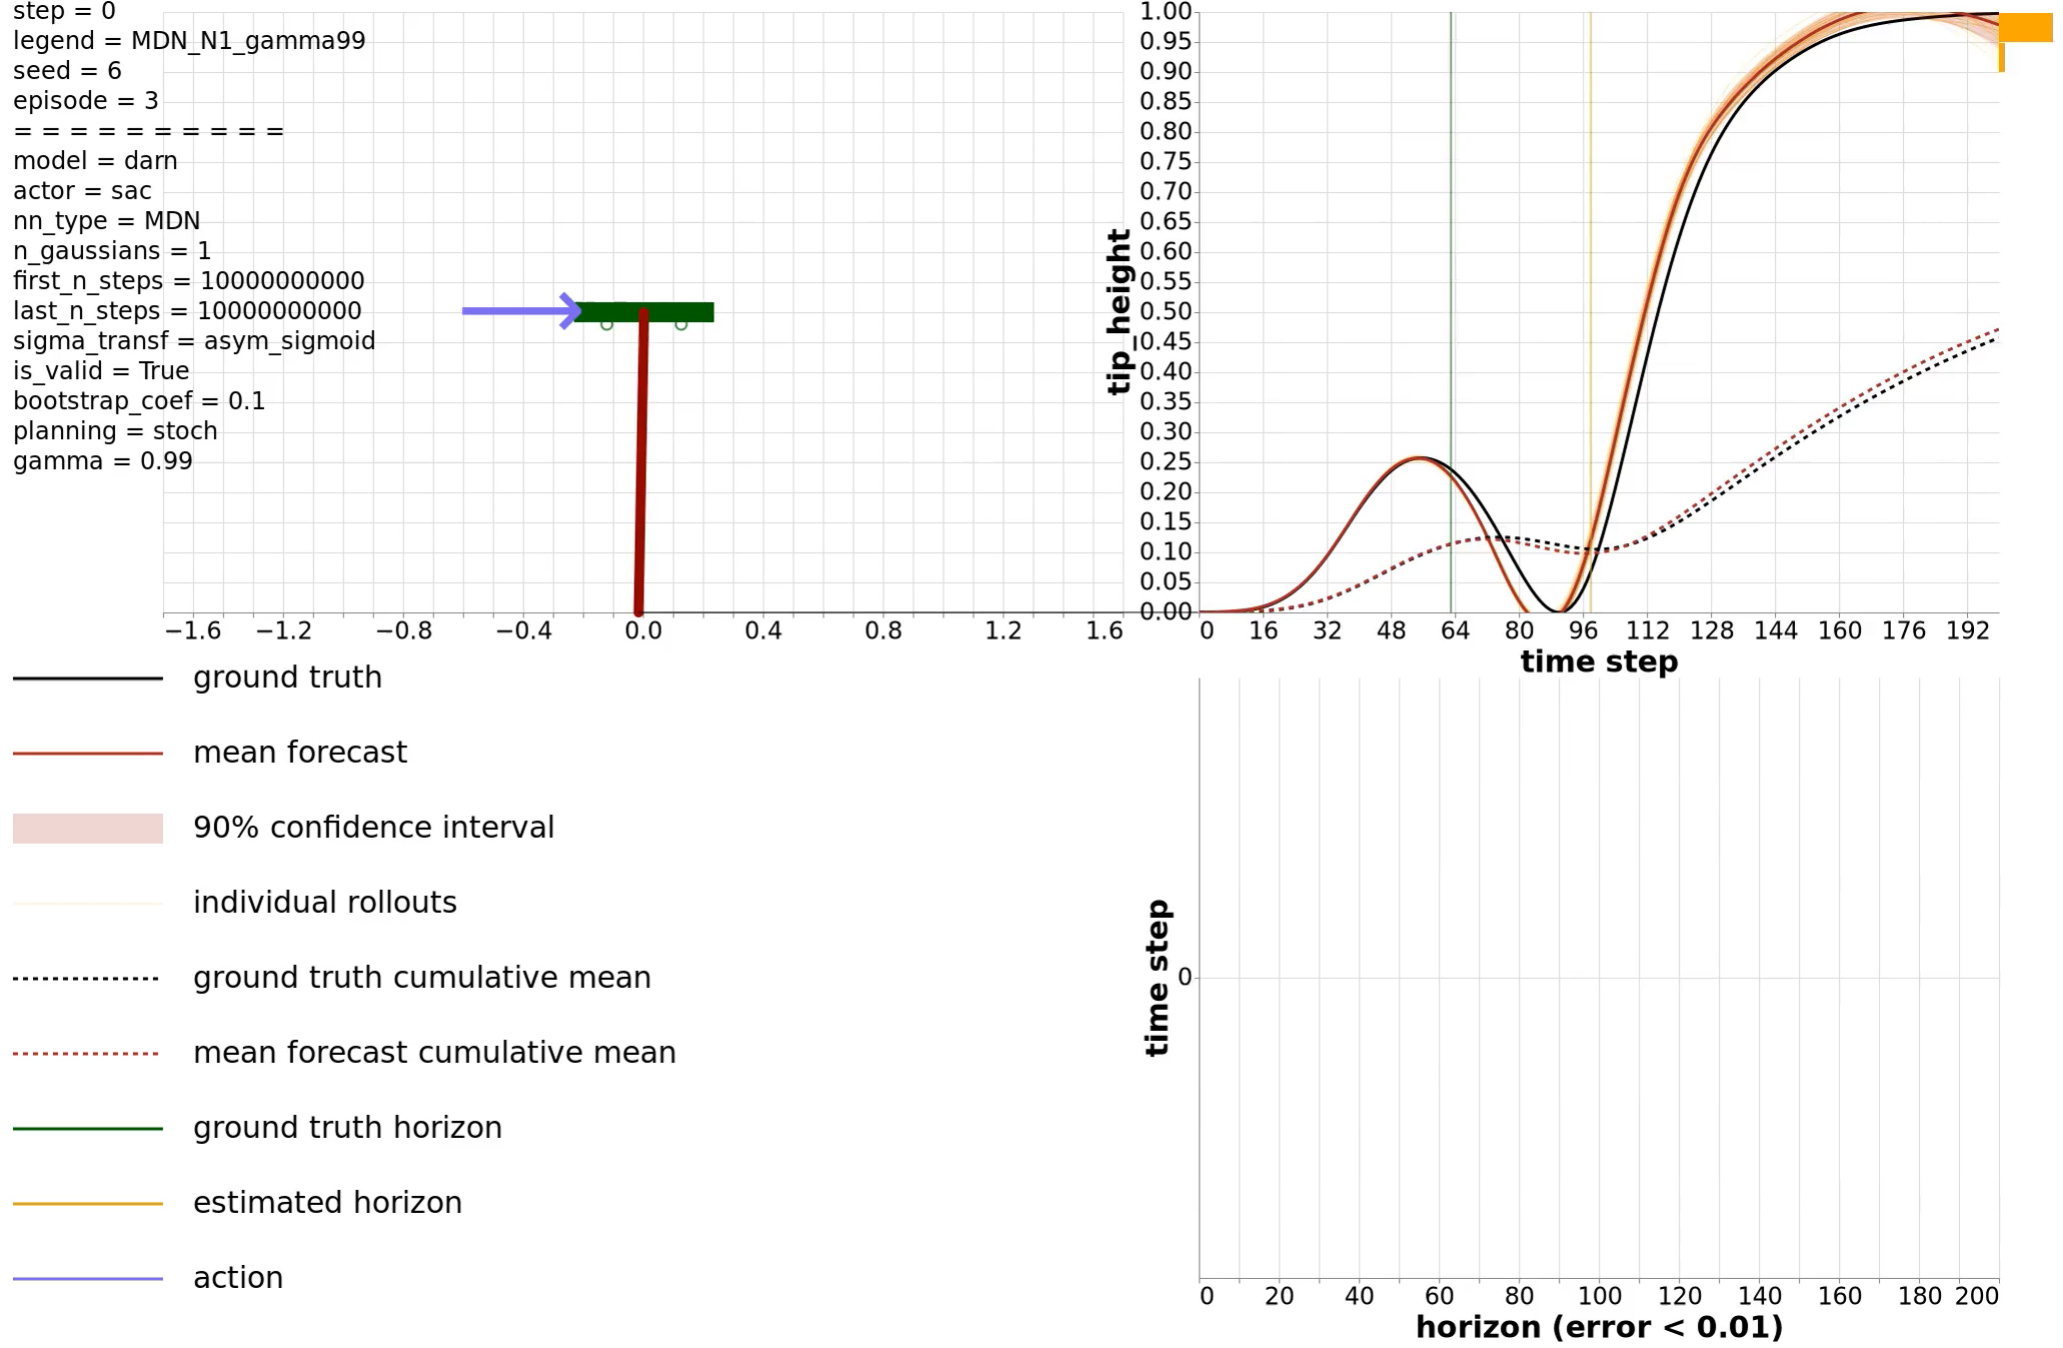 step = 0
legend = MDN_N1_gamma99
seed = 6
episode = 3
= = = = = = = = = =
model = darn
actor = sac
nn_type = MDN
n_gaussians = 1
first_n_steps = 10000000000
last_n_steps = 10000000000
sigma_transf = asym_sigmoid
is_valid = True
bootstrap_coef = 0.1
planning = stoch
gamma = 0.99
−1.6 −1.2 −0.8 −0.4 0.0 0.4 0.8 1.2 1.6
tip_height
1.00
0.95
0.90
0.85
0.80
0.75
0.70
0.65
0.60
0.55
0.50
0.45
0.40
0.35
0.30
0.25
0.20
0.15
0.10
0.05
0.00
0 16 32 48 64 80 96 112 128 144 160 176 192
time step
ground truth
mean forecast
90% confidence interval
individual rollouts
ground truth cumulative mean
mean forecast cumulative mean
ground truth horizon
estimated horizon
action
time step
0
0 20 40 60 80 100 120 140 160 180 200
horizon (error < 0.01)